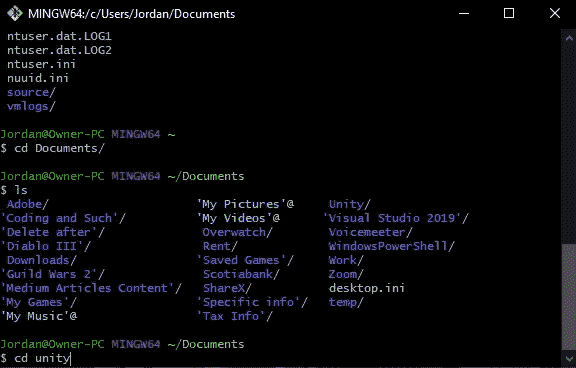 MINGW64:/c/Users/Jordan/Documents
ntuser.dat.LOG1
ntuser.dat.LOG2
ntuser.ini
nuuid.ini
source/
vmlogs/
Jordan@Owner-PC MINGW64 ~
$ cd Documents/
Jordan@Owner-PC MINGW64 ~/Documents
$ ls
Adobe/ 'My Pictures'@ Unity/
'Coding and Such'/ 'My Videos'@ 'Visual Studio 2019'/
'Delete after'/ Overwatch/ Voicemeeter/
'Diablo III'/ Rent/ WindowsPowerShell/
Downloads/ 'Saved Games'/ Work/
'Guild Wars 2'/ Scotiabank/ Zoom/
'Medium Articles Content'/ ShareX/ desktop.ini
'My Games'/ 'Specific info'/ temp/
'My Music'@ 'Tax Info'/
Jordan@Owner-PC MINGW64 ~/Documents
$ cd unity